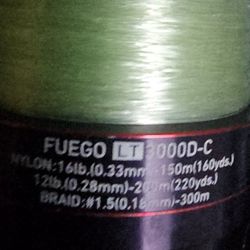 FUEGO LT 3000D-C
NYLON:16lb.(0.33mm)-150m(160yds.)
12lb.(0.28mm)-200m(220yds.)
BRAID:#1.5(0.18mm)-300m